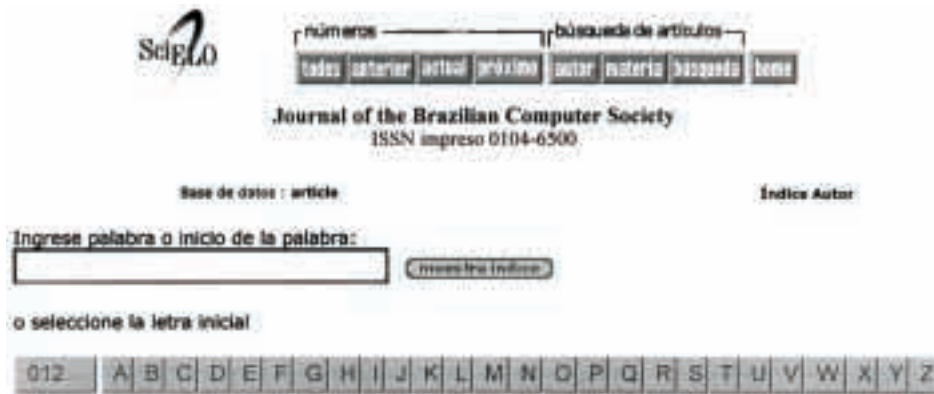 SciELO
números búsqueda de artículos
todos anterior actual próximo autor materia búsqueda home
Journal of the Brazilian Computer Society
ISSN impreso 0104-6500
Base de datos : article Índice Autor
Ingrese palabra o inicio de la palabra:
muestra índice
o seleccione la letra inicial
012... A B C D E F G H I J K L M N O P Q R S T U V W X Y Z